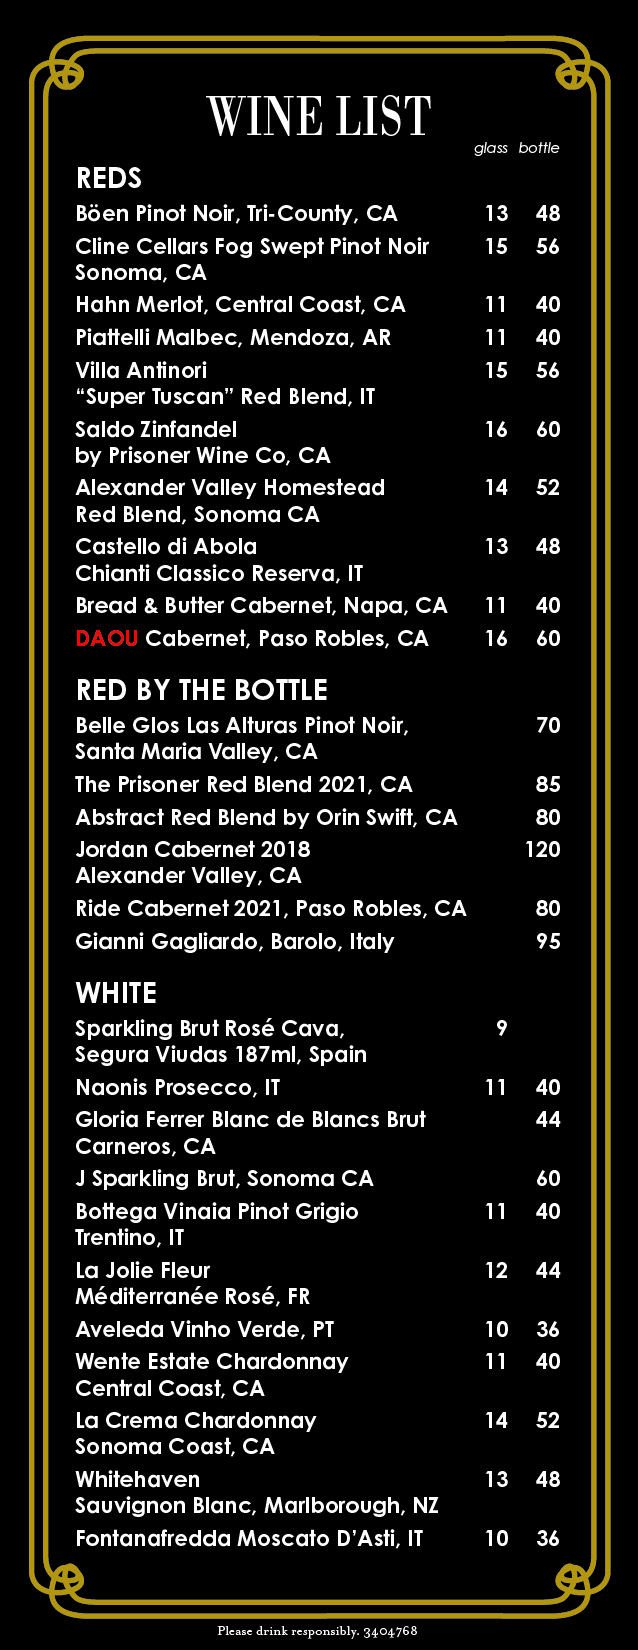 WINE LIST
glass bottle
REDS
Böen Pinot Noir, Tri-County, CA 13 48
Cline Cellars Fog Swept Pinot Noir 15 56
Sonoma, CA
Hahn Merlot, Central Coast, CA 11 40
Piattelli Malbec, Mendoza, AR 11 40
Villa Antinori 15 56
“Super Tuscan” Red Blend, IT
Saldo Zinfandel 16 60
by Prisoner Wine Co, CA
Alexander Valley Homestead 14 52
Red Blend, Sonoma CA
Castello di Abola 13 48
Chianti Classico Reserva, IT
Bread & Butter Cabernet, Napa, CA 11 40
DAOU Cabernet, Paso Robles, CA 16 60
RED BY THE BOTTLE
Belle Glos Las Alturas Pinot Noir, 70
Santa Maria Valley, CA
The Prisoner Red Blend 2021, CA 85
Abstract Red Blend by Orin Swift, CA 80
Jordan Cabernet 2018 120
Alexander Valley, CA
Ride Cabernet 2021, Paso Robles, CA 80
Gianni Gagliardo, Barolo, Italy 95
WHITE
Sparkling Brut Rosé Cava, 9
Segura Viudas 187ml, Spain
Naonis Prosecco, IT 11 40
Gloria Ferrer Blanc de Blancs Brut 44
Carneros, CA
J Sparkling Brut, Sonoma CA 60
Bottega Vinaia Pinot Grigio 11 40
Trentino, IT
La Jolie Fleur 12 44
Méditerranée Rosé, FR
Aveleda Vinho Verde, PT 10 36
Wente Estate Chardonnay 11 40
Central Coast, CA
La Crema Chardonnay 14 52
Sonoma Coast, CA
Whitehaven 13 48
Sauvignon Blanc, Marlborough, NZ
Fontanafredda Moscato D’Asti, IT 10 36
Please drink responsibly. 3404768